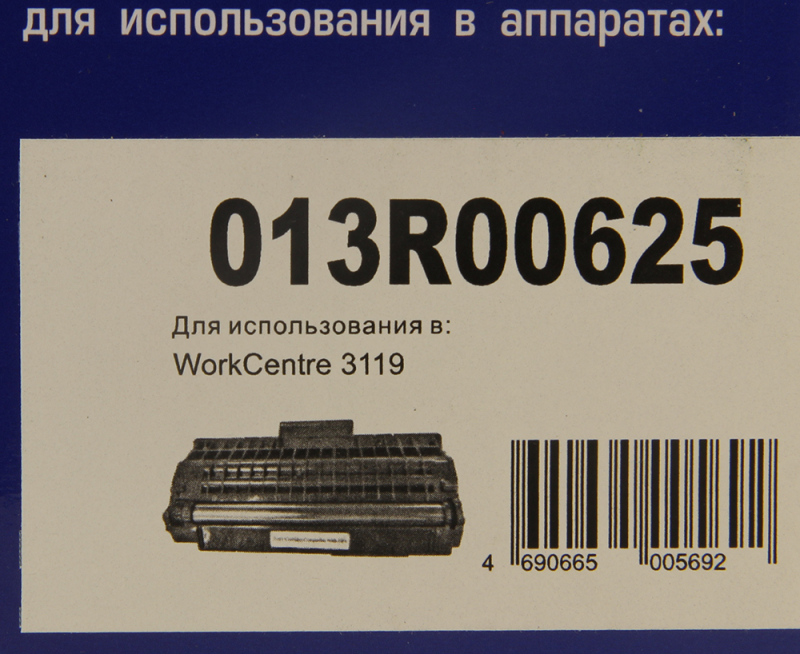 для использования в аппаратах:
013R00625
Для использования в:
WorkCentre 3119
4 690665 005692